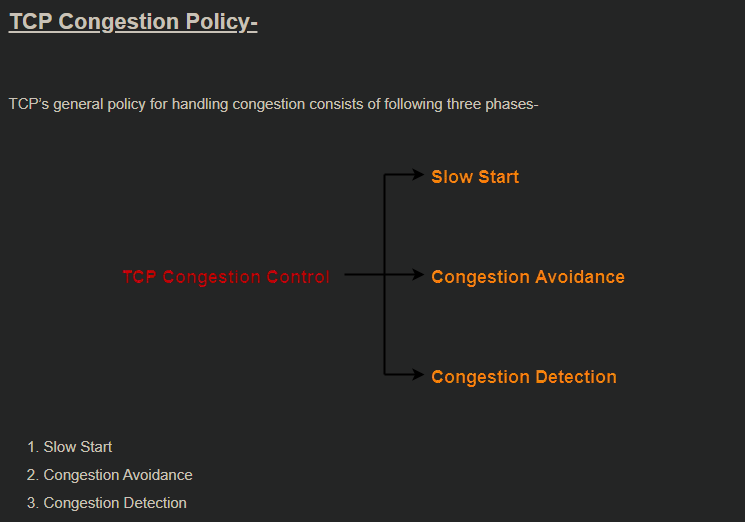 TCP Congestion Policy-
TCP's general policy for handling congestion consists of following three phases-
Slow Start
TCP Congestion Control
Congestion Avoidance
Congestion Detection
1. Slow Start
2. Congestion Avoidance
3. Congestion Detection